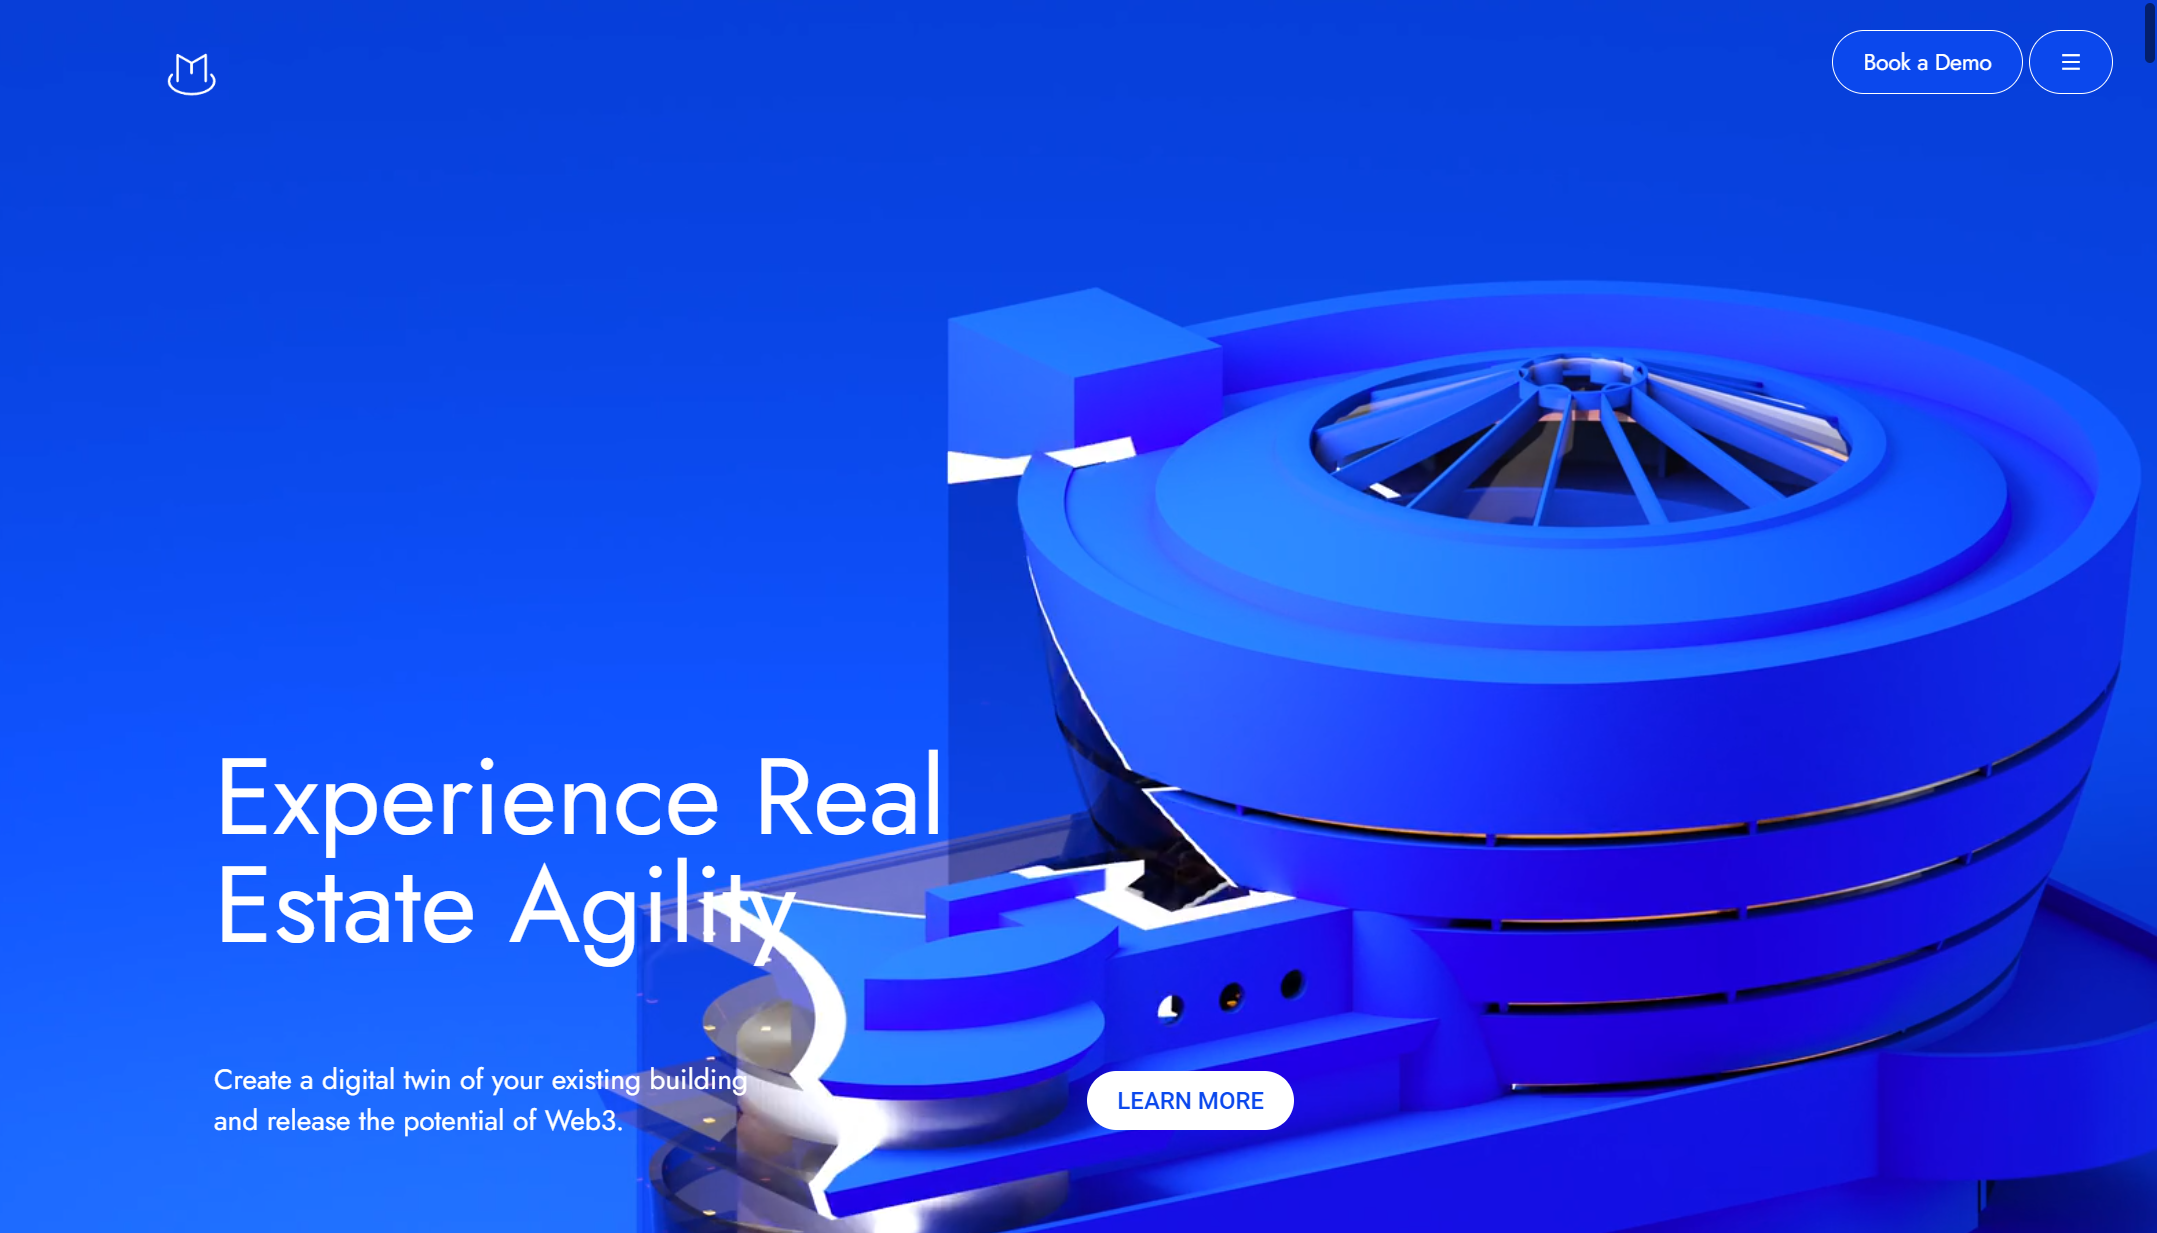 Book a Demo
Experience Real
Estate Agility
Create a digital twin of your existing building
and release the potential of Web3.
LEARN MORE